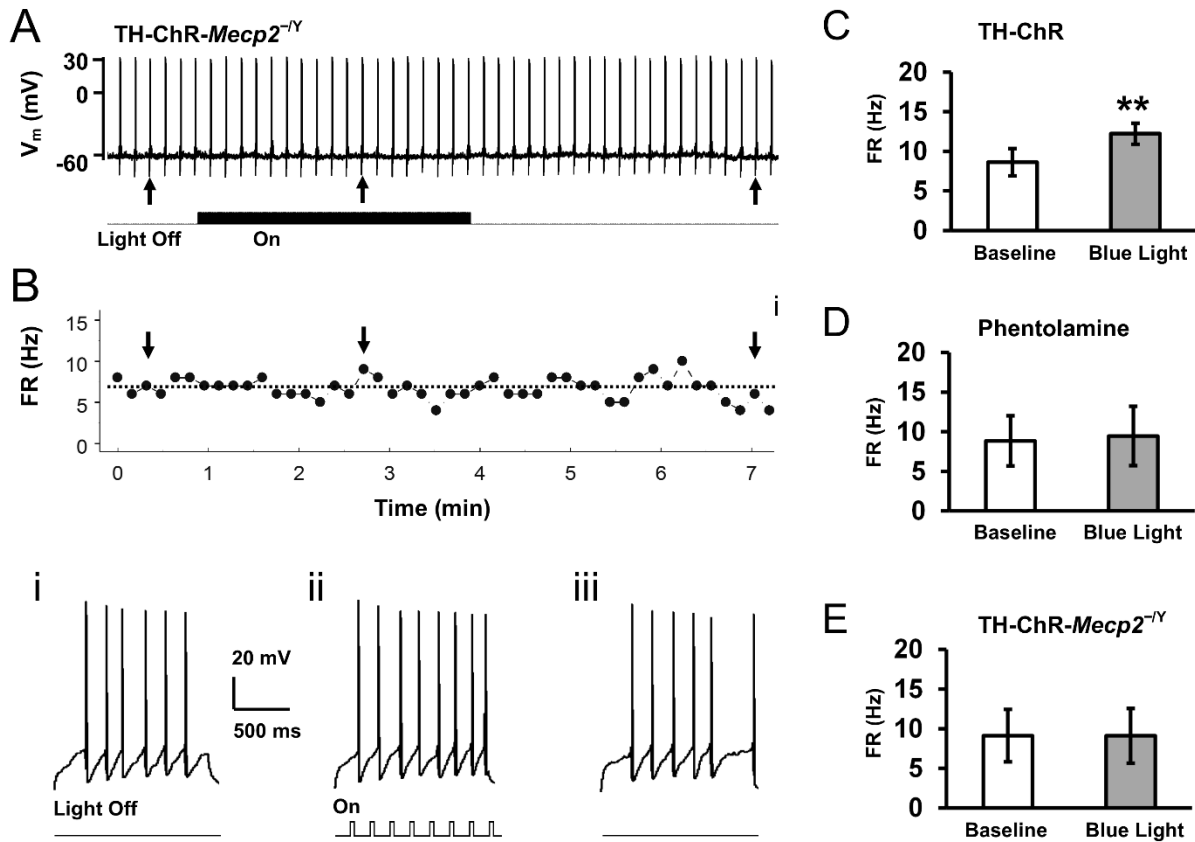 A
TH-ChR-Mecp2–/Y
Vm (mV)
30
0
-60
Light Off
On
B
i
FR (Hz)
15
10
5
0
0 1 2 3 4 5 6 7
Time (min)
i
20 mV
500 ms
Light Off
ii
On
iii
C
TH-ChR
FR (Hz)
20
15
10
5
0
**
Baseline
Blue Light
D
Phentolamine
FR (Hz)
20
15
10
5
0
Baseline
Blue Light
E
TH-ChR-Mecp2–/Y
FR (Hz)
20
15
10
5
0
Baseline
Blue Light